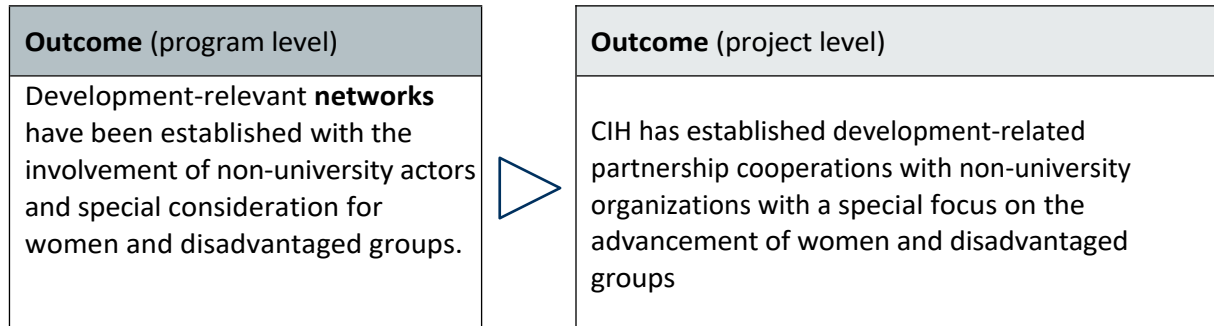 Outcome (program level)
Development-relevant networks
have been established with the
involvement of non-university actors
and special consideration for
women and disadvantaged groups.
Outcome (project level)
CIH has established development-related
partnership cooperations with non-university
organizations with a special focus on the
advancement of women and disadvantaged
groups